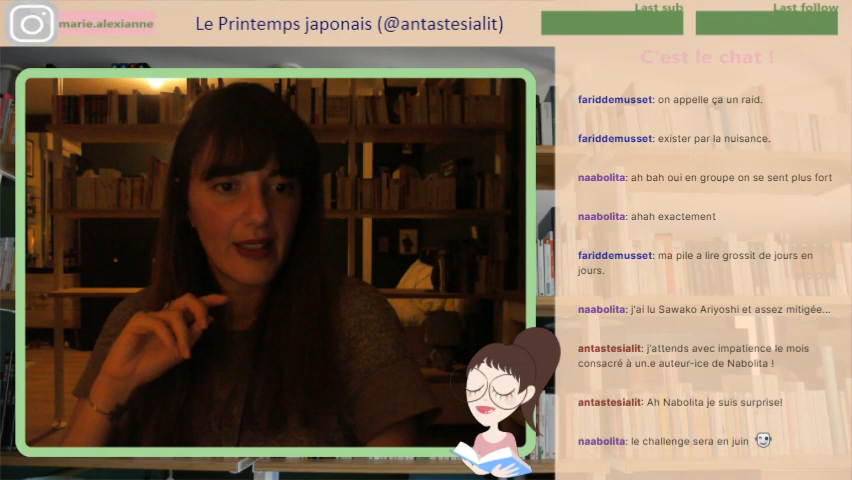 marie.alexianne
Le Printemps japonais (@antastesialit)
Last sub
Last follow
C'est le chat !
fariddemusset: on appelle ça un raid.
fariddemusset: exister par la nuisance.
naabolita: ah bah oui en groupe on se sent plus fort
naabolita: ahah exactement
fariddemusset: ma pile a lire grossit de jours en
jours.
naabolita: j'ai lu Sawako Ariyoshi et assez mitigée...
antastesialit: j'attends avec impatience le mois
consacré à un.e auteur-ice de Nabolita !
antastesialit: Ah Nabolita je suis surprise!
naabolita: le challenge sera en juin